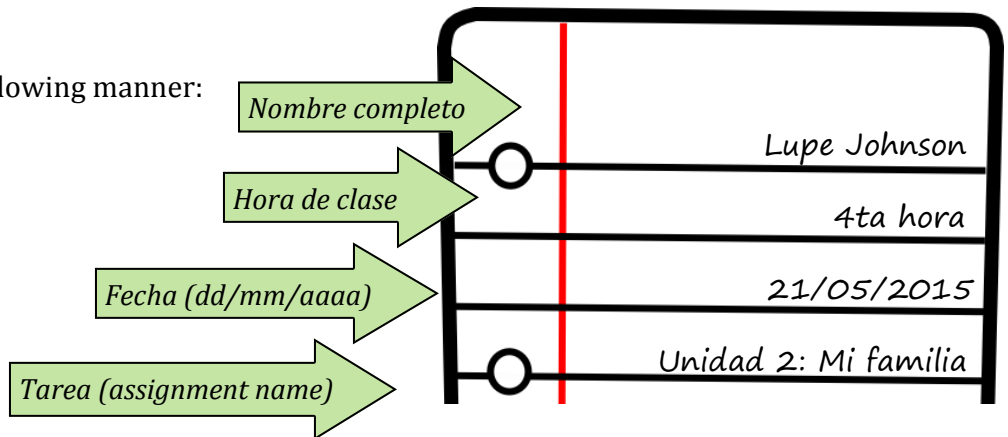 lowing manner:
Nombre completo
Lupe Johnson
Hora de clase
4ta hora
Fecha (dd/mm/aaaa)
21/05/2015
Tarea (assignment name)
Unidad 2: Mi familia